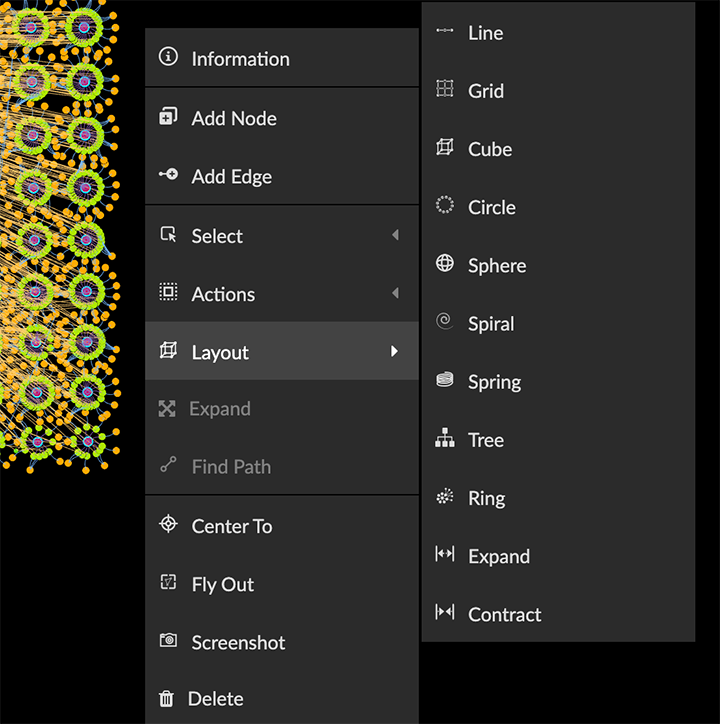 Information
Add Node
Add Edge
Select
Actions
Layout
Expand
Find Path
Center To
Fly Out
Screenshot
Delete
Line
Grid
Cube
Circle
Sphere
Spiral
Spring
Tree
Ring
Expand
Contract